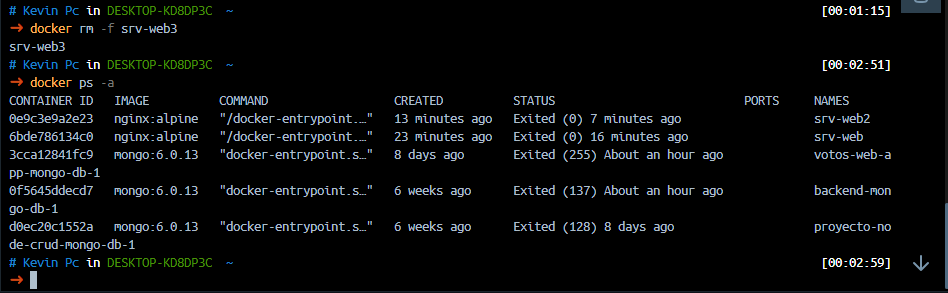 # Kevin Pc in DESKTOP-KD8DP3C ~ [00:01:15]
→ docker rm -f srv-web3
srv-web3
# Kevin Pc in DESKTOP-KD8DP3C ~ [00:02:51]
→ docker ps -a
CONTAINER ID IMAGE COMMAND CREATED STATUS PORTS NAMES
0e9c3e9a2e23 nginx:alpine "/docker-entrypoint.…" 13 minutes ago Exited (0) 7 minutes ago srv-web2
6bde786134c0 nginx:alpine "/docker-entrypoint.…" 23 minutes ago Exited (0) 16 minutes ago srv-web
3cca12841fc9 mongo:6.0.13 "docker-entrypoint.s…" 8 days ago Exited (255) About an hour ago votos-web-a
pp-mongo-db-1
0f5645ddecd7 mongo:6.0.13 "docker-entrypoint.s…" 6 weeks ago Exited (137) About an hour ago backend-mon
go-db-1
d0ec20c1552a mongo:6.0.13 "docker-entrypoint.s…" 6 weeks ago Exited (128) 8 days ago proyecto-no
de-crud-mongo-db-1
# Kevin Pc in DESKTOP-KD8DP3C ~ [00:02:59]
→